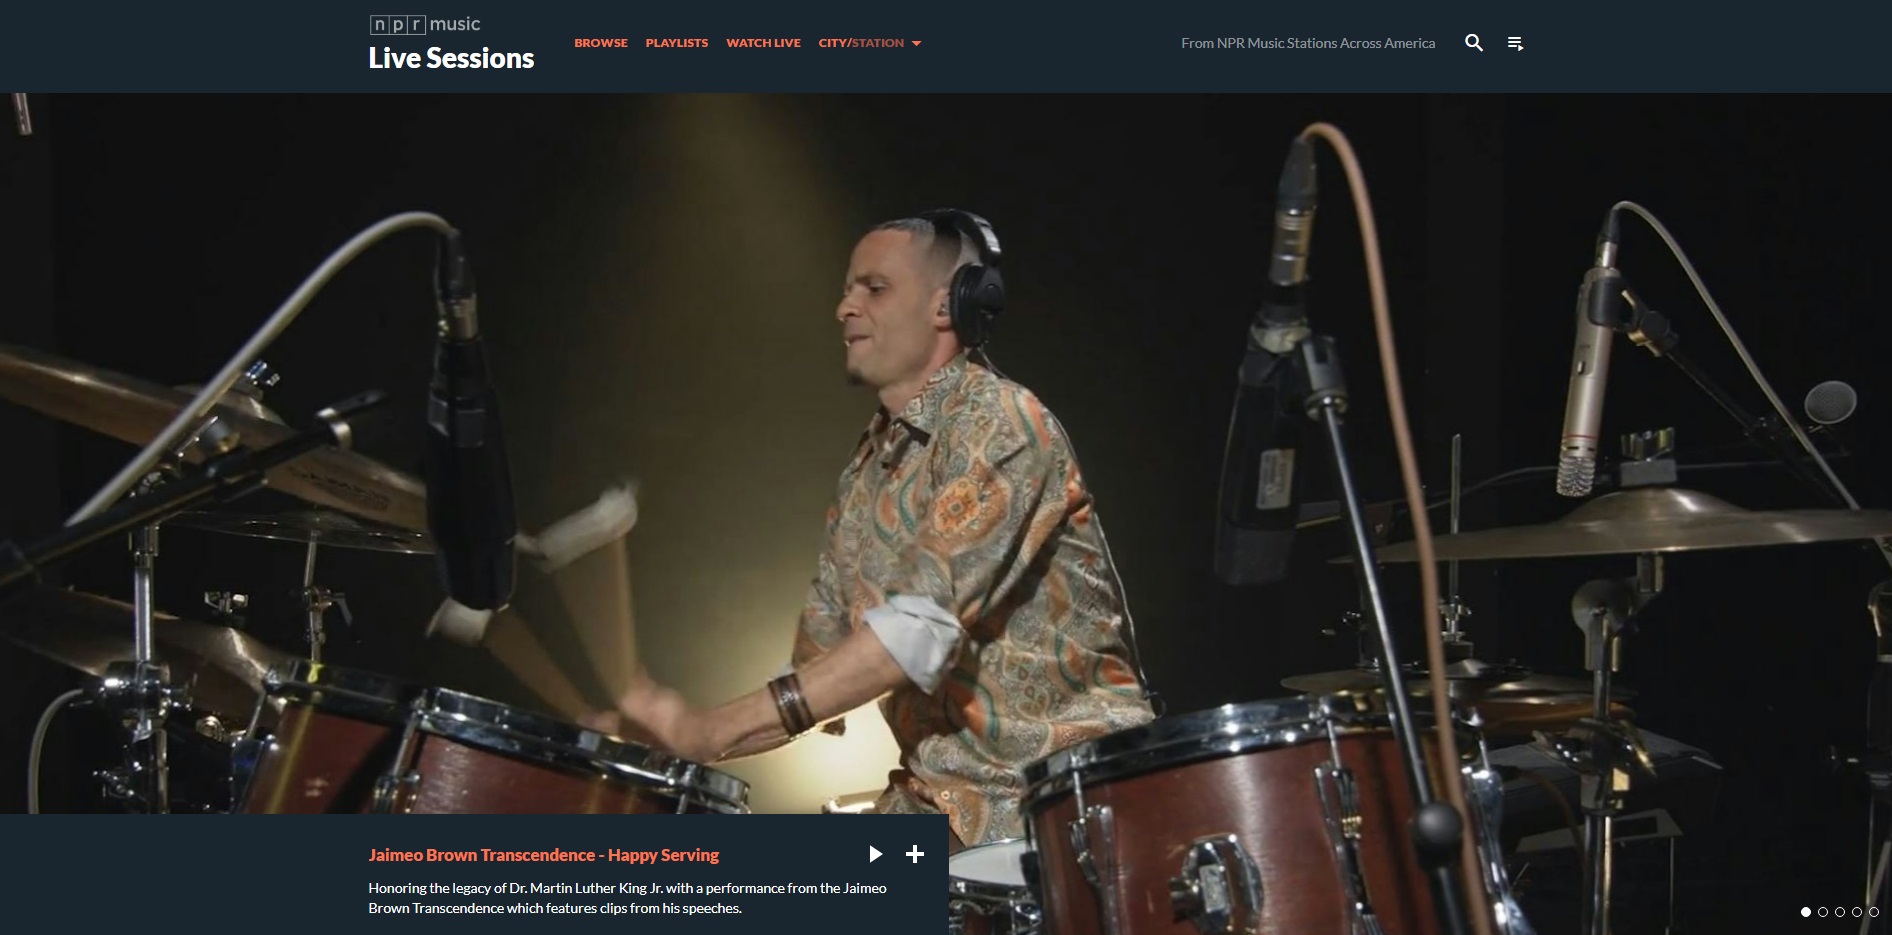 npr music
Live Sessions
BROWSE PLAYLISTS WATCH LIVE CITY/STATION
From NPR Music Stations Across America
Jaimeo Brown Transcendence - Happy Serving
Honoring the legacy of Dr. Martin Luther King Jr. with a performance from the Jaimeo
Brown Transcendence which features clips from his speeches.